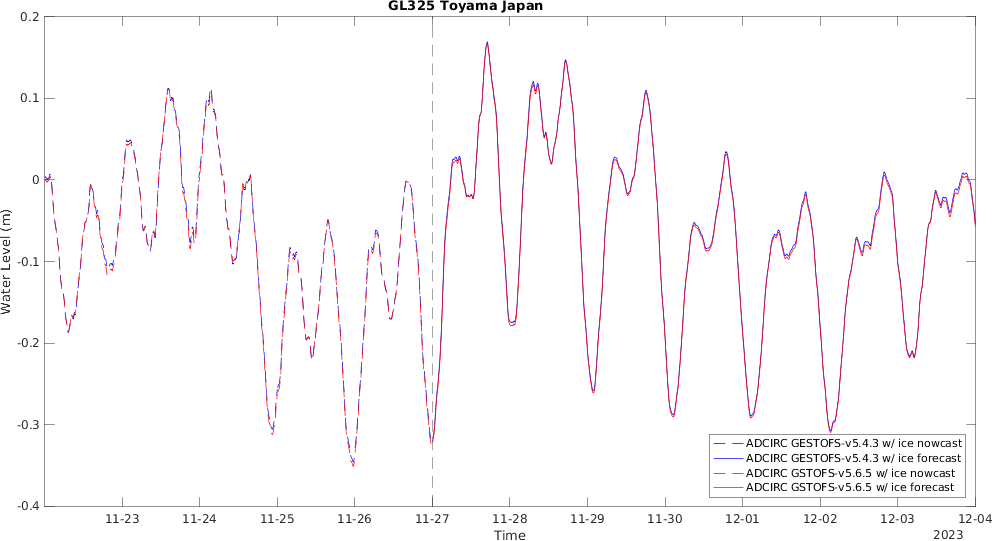 GL325 Toyama Japan
0.2
0.1
0
-0.1
-0.2
-0.3
-0.4
Water Level (m)
11-23
11-24
11-25
11-26
11-27
11-28
11-29
11-30
12-01
12-02
12-03
12-04
Time
2023
ADCIRC GESTOFS-v5.4.3 w/ ice nowcast
ADCIRC GESTOFS-v5.4.3 w/ ice forecast
ADCIRC GSTOFS-v5.6.5 w/ ice nowcast
ADCIRC GSTOFS-v5.6.5 w/ ice forecast